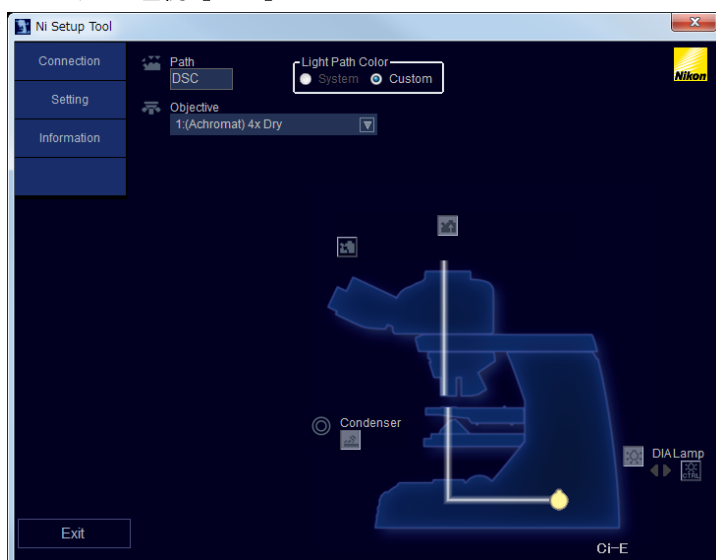 Ni Setup Tool
Connection
Setting
Information
Path
DSC
Light Path Color
System
Custom
Nikon
Objective
1:(Achromat) 4x Dry
Condenser
DIALamp
CTRL
Exit
Ci-E